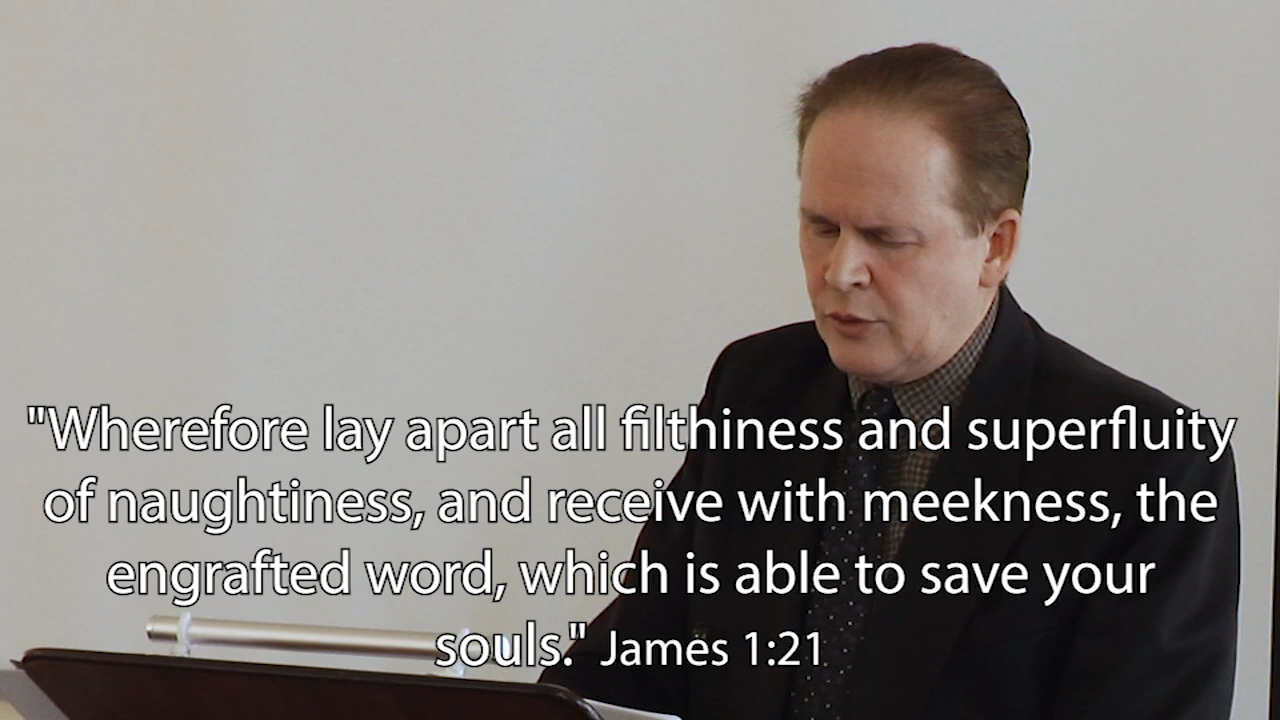 "Wherefore lay apart all filthiness and superfluity
of naughtiness, and receive with meekness, the
engrafted word, which is able to save your
souls." James 1:21